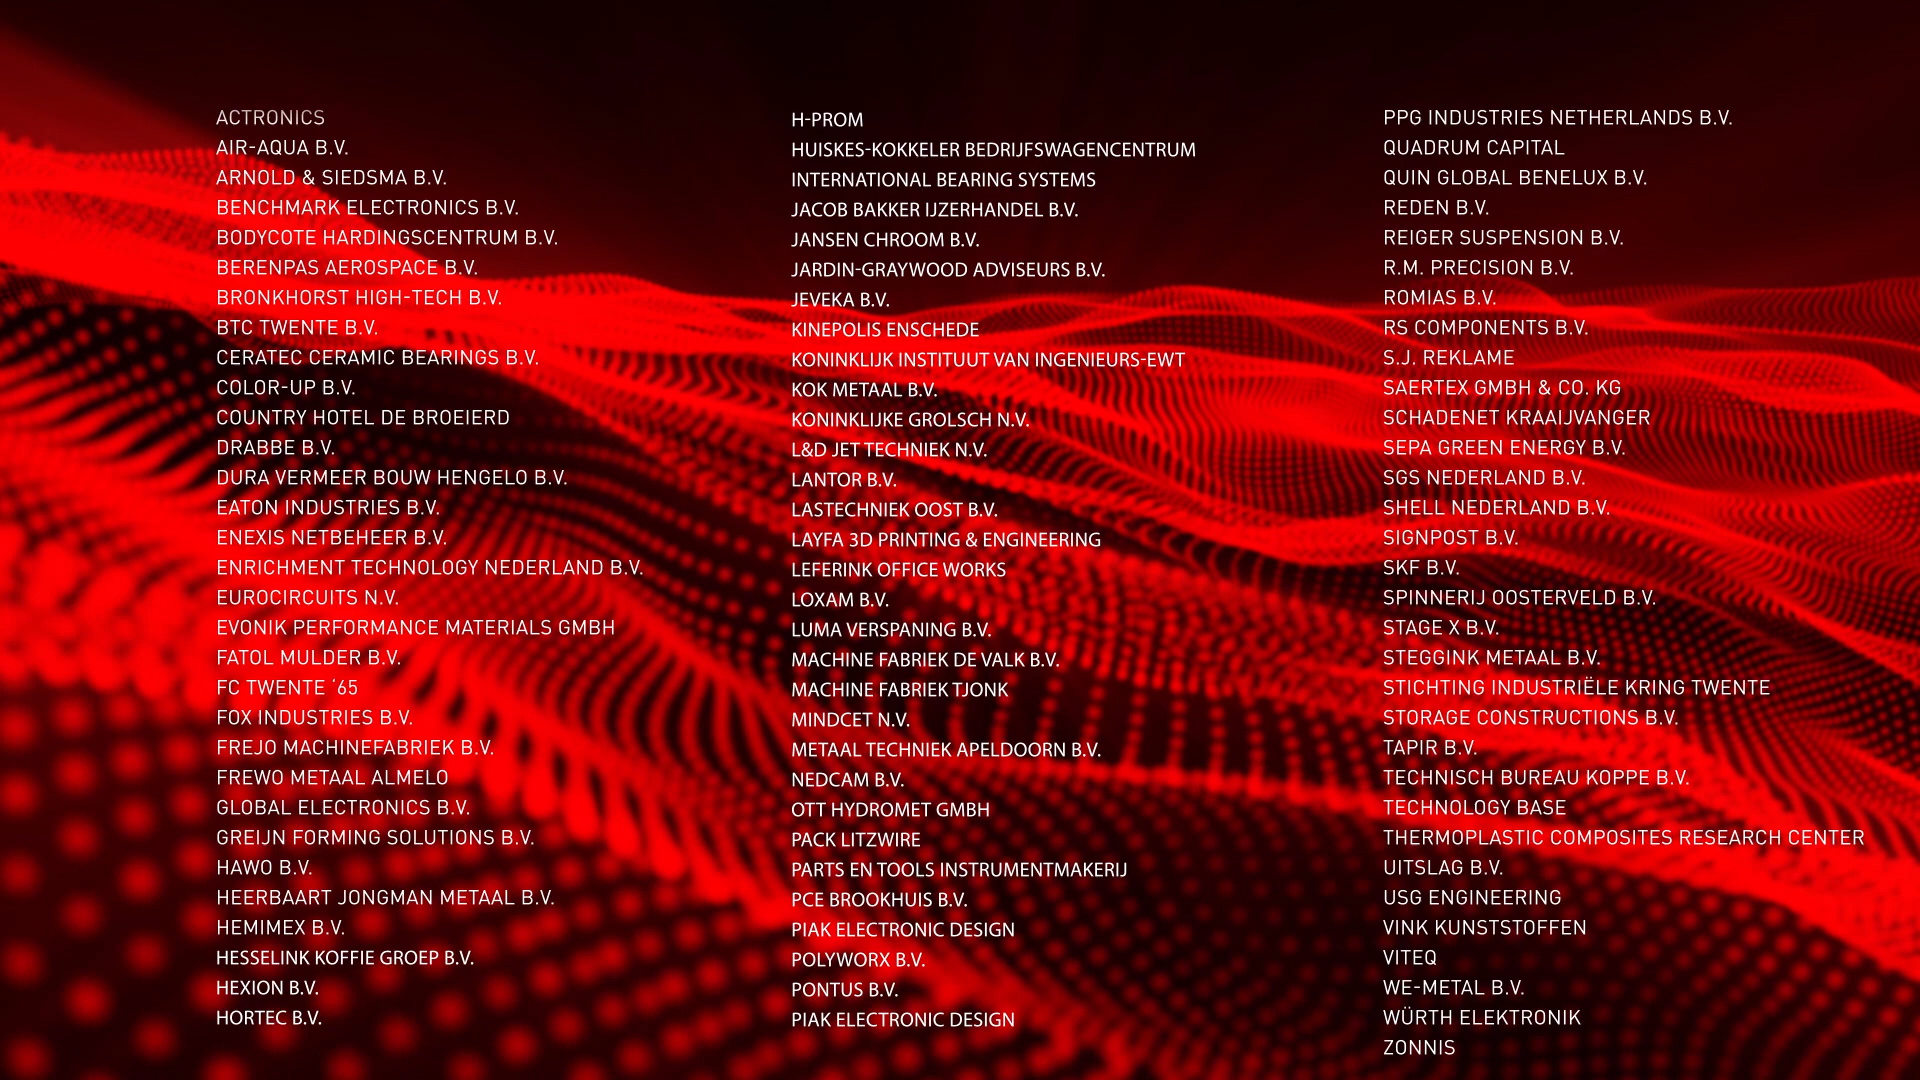 ACTRONICS
AIR-AQUA B.V.
ARNOLD & SIEDSMA B.V.
BENCHMARK ELECTRONICS B.V.
BODYCOTE HARDINGSCENTRUM B.V.
BERENPAS AEROSPACE B.V.
BRONKHORST HIGH-TECH B.V.
BTC TWENTE B.V.
CERATEC CERAMIC BEARINGS B.V.
COLOR-UP B.V.
COUNTRY HOTEL DE BROEIERD
DRABBE B.V.
DURA VERMEER BOUW HENGELO B.V.
EATON INDUSTRIES B.V.
ENEXIS NETBEHEER B.V.
ENRICHMENT TECHNOLOGY NEDERLAND B.V.
EUROCIRCUITS N.V.
EVONIK PERFORMANCE MATERIALS GMBH
FATOL MULDER B.V.
FC TWENTE ‘65
FOX INDUSTRIES B.V.
FREJO MACHINEFABRIEK B.V.
FREWO METAAL ALMELO
GLOBAL ELECTRONICS B.V.
GREIJN FORMING SOLUTIONS B.V.
HAWO B.V.
HEERBAART JONGMAN METAAL B.V.
HEMIMEX B.V.
HESSELINK KOFFIE GROEP B.V.
HEXION B.V.
HORTEC B.V.
H-PROM
HUISKES-KOKKELER BEDRIJFSWAGENCENTRUM
INTERNATIONAL BEARING SYSTEMS
JACOB BAKKER IJZERHANDEL B.V.
JANSEN CHROOM B.V.
JARDIN-GRAYWOOD ADVISEURS B.V.
JEVEKA B.V.
KINEPOLIS ENSCHEDE
KONINKLIJK INSTITUUT VAN INGENIEURS-EWT
KOK METAAL B.V.
KONINKLIJKE GROLSCH N.V.
L&D JET TECHNIEK N.V.
LANTOR B.V.
LASTECHNIEK OOST B.V.
LAYFA 3D PRINTING & ENGINEERING
LEFERINK OFFICE WORKS
LOXAM B.V.
LUMA VERSPANING B.V.
MACHINE FABRIEK DE VALK B.V.
MACHINE FABRIEK TJONK
MINDCET N.V.
METAAL TECHNIEK APELDOORN B.V.
NEDCAM B.V.
OTT HYDROMET GMBH
PACK LITZWIRE
PARTS EN TOOLS INSTRUMENTMAKERIJ
PCE BROOKHUIS B.V.
PIAK ELECTRONIC DESIGN
POLYWORX B.V.
PONTUS B.V.
PIAK ELECTRONIC DESIGN
PPG INDUSTRIES NETHERLANDS B.V.
QUADRUM CAPITAL
QUIN GLOBAL BENELUX B.V.
REDEN B.V.
REIGER SUSPENSION B.V.
R.M. PRECISION B.V.
ROMIAS B.V.
RS COMPONENTS B.V.
S.J. REKLAME
SAERTEX GMBH & CO. KG
SCHADENET KRAAIJVANGER
SEPA GREEN ENERGY B.V.
SGS NEDERLAND B.V.
SHELL NEDERLAND B.V.
SIGNPOST B.V.
SKF B.V.
SPINNERIJ OOSTERVELD B.V.
STAGE X B.V.
STEGGINK METAAL B.V.
STICHTING INDUSTRIËLE KRING TWENTE
STORAGE CONSTRUCTIONS B.V.
TAPIR B.V.
TECHNISCH BUREAU KOPPE B.V.
TECHNOLOGY BASE
THERMOPLASTIC COMPOSITES RESEARCH CENTER
UITSLAG B.V.
USG ENGINEERING
VINK KUNSTSTOFFEN
VITEQ
WE-METAL B.V.
WÜRTH ELEKTRONIK
ZONNIS